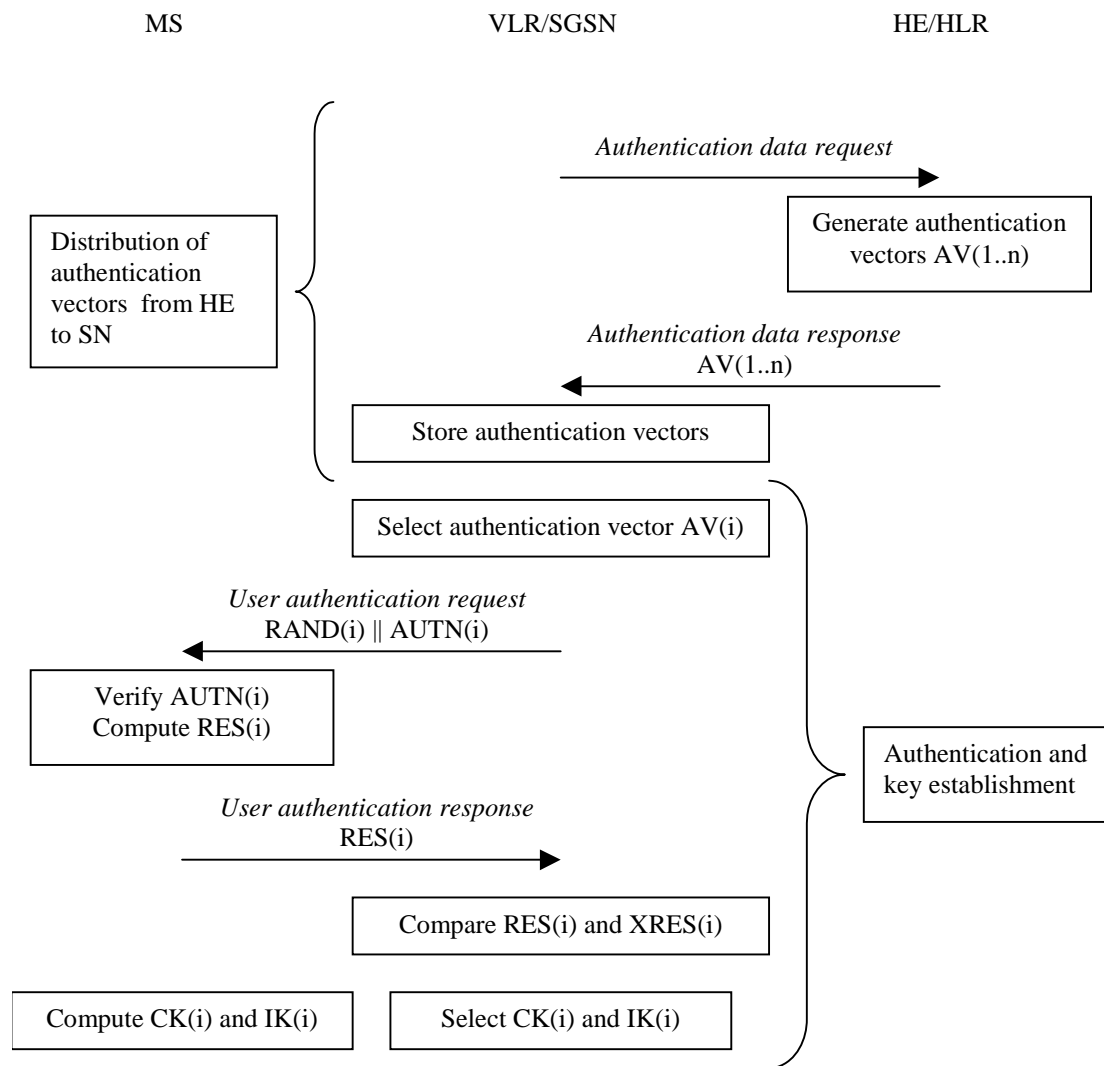 MS
VLR/SGSN
HE/HLR
Authentication data request
Generate authentication
vectors AV(1..n)
Distribution of
authentication
vectors  from HE
to SN
Authentication data response
AV(1..n)
Store authentication vectors
Select authentication vector AV(i)
User authentication request
RAND(i) || AUTN(i)
Verify AUTN(i)
Compute RES(i)
Authentication and
key establishment
User authentication response
RES(i)
Compare RES(i) and XRES(i)
Compute CK(i) and IK(i)
Select CK(i) and IK(i)